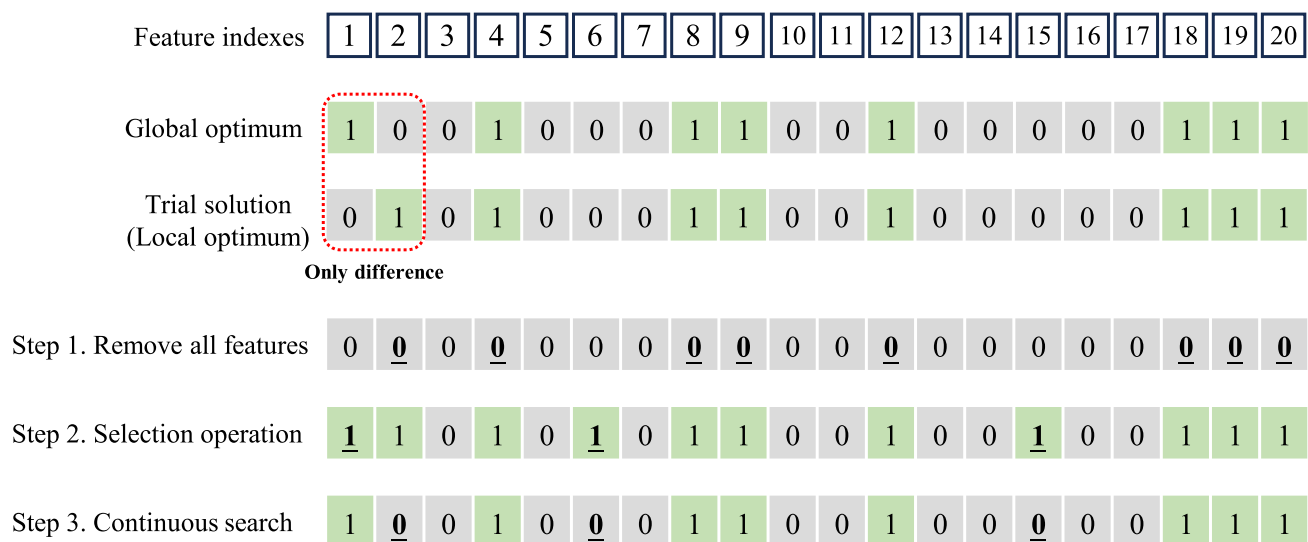 Feature indexes 1 2 3 4 5 6 7 8 9 10 11 12 13 14 15 16 17 18 19 20
Global optimum 1 0 0 1 0 0 0 1 1 0 0 1 0 0 0 0 0 1 1 1
Trial solution
(Local optimum) 0 1 0 1 0 0 0 1 1 0 0 1 0 0 0 0 0 1 1 1
Only difference
Step 1. Remove all features 0 0 0 0 0 0 0 0 0 0 0 0 0 0 0 0 0 0 0 0
Step 2. Selection operation 1 1 0 1 0 1 0 1 1 0 0 1 0 0 1 0 0 1 1 1
Step 3. Continuous search 1 0 0 1 0 0 0 1 1 0 0 1 0 0 0 0 0 1 1 1